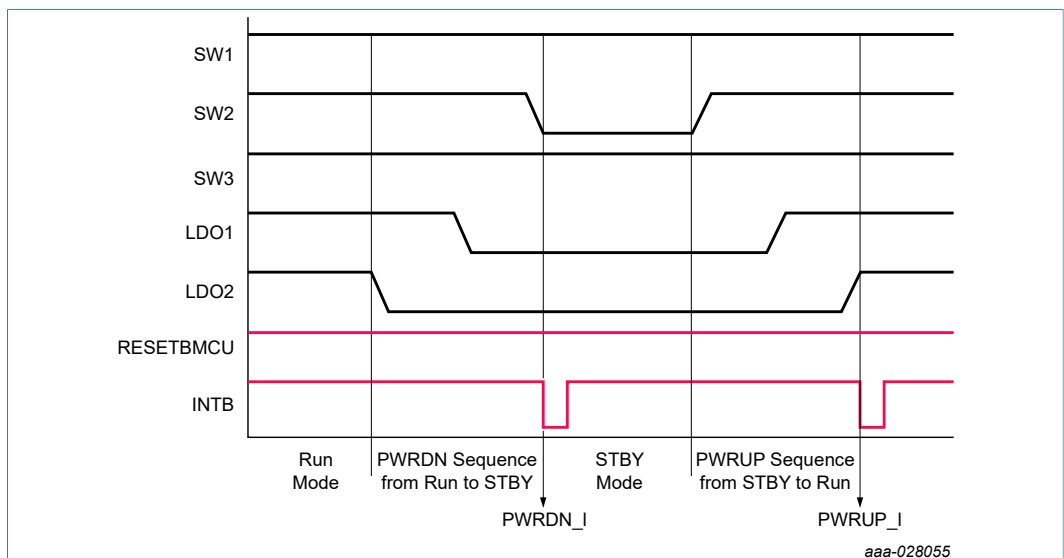 SW1
SW2
SW3
LDO1
LDO2
RESETBMCU
INTB
Run
Mode
PWRDN Sequence
from Run to STBY
STBY
Mode
PWRUP Sequence
from STBY to Run
PWRDN_I
PWRUP_I
aaa-028055